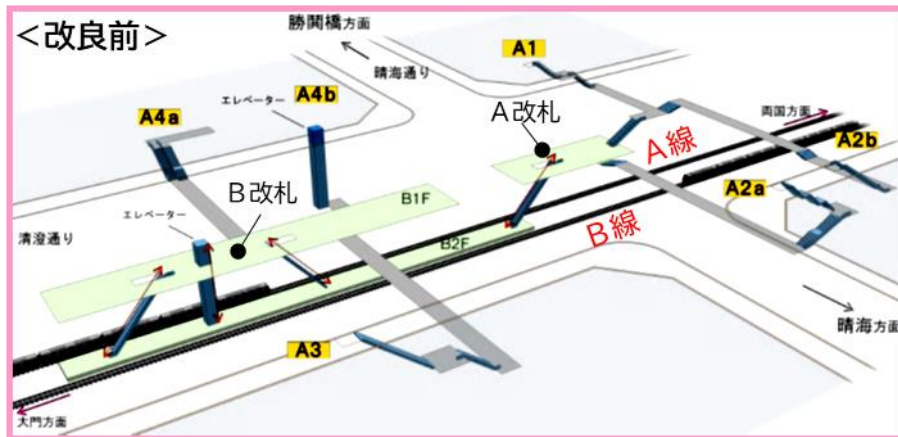 <改良前>
勝鬨橋方面
晴海通り
A1
エレベーター
A4b
A4a
A改札
両国方面
A線
A2b
A2a
B改札
B1F
エレベーター
清澄通り
B線
B2F
A3
晴海方面
大門方面